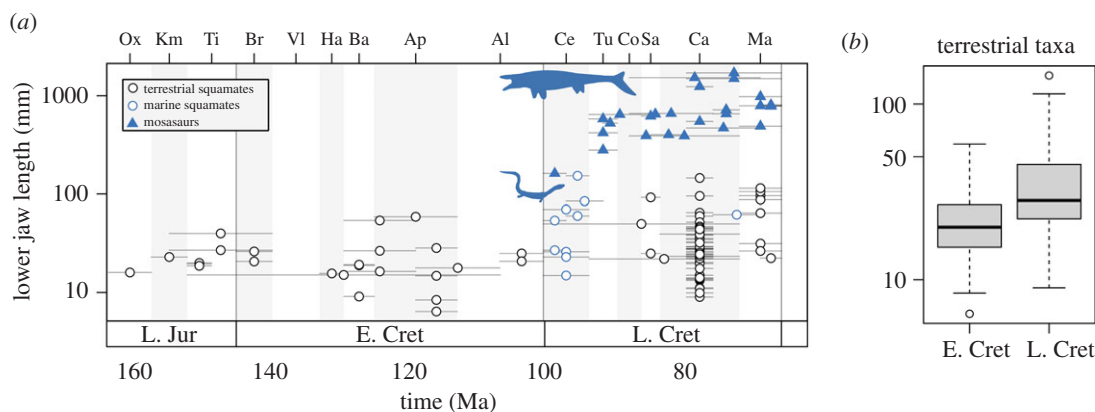 (a)
Ox Km Ti Br Vl Ha Ba Ap Al Ce Tu Co Sa Ca Ma
lower jaw length (mm)
1000
100
10
terrestrial squamates
marine squamates
mosasaurs
L. Jur E. Cret L. Cret
160 140 120 100 80
time (Ma)
(b)
terrestrial taxa
100
50
10
E. Cret L. Cret